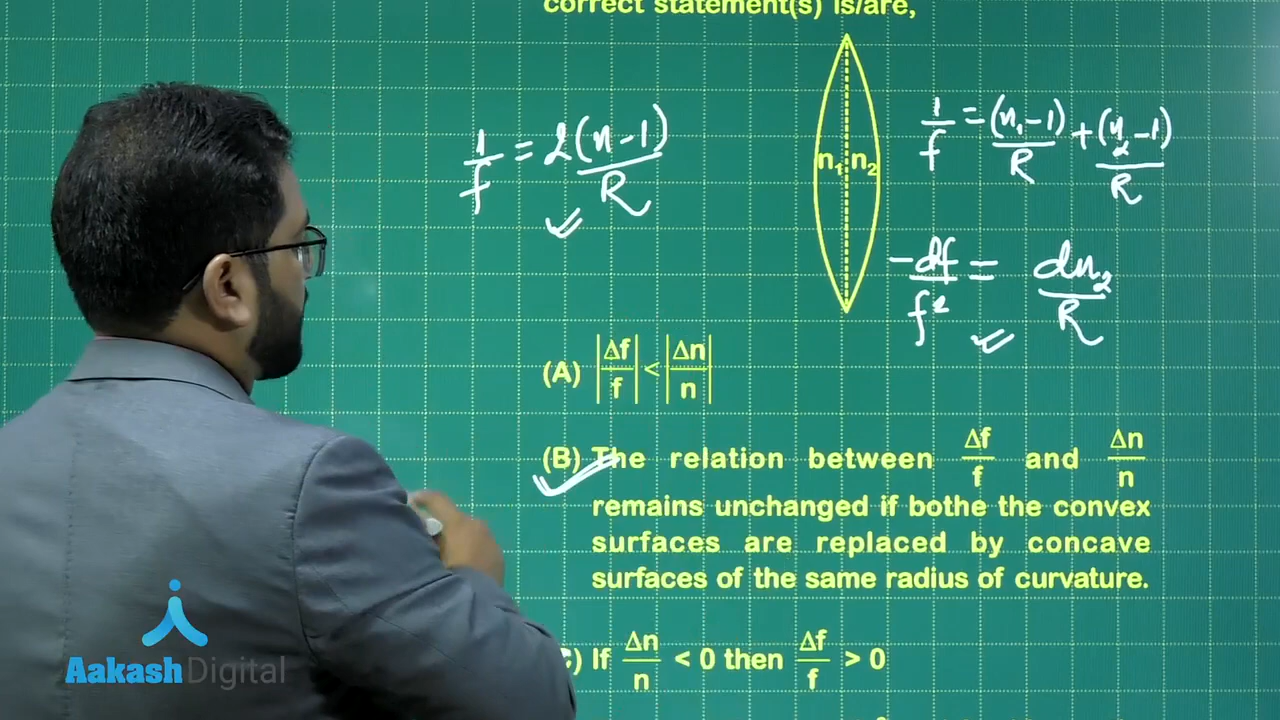 correct statement(s) is/are,
1/f = 2(n-1)/R
n₁ n₂
1/f = (n₁-1)/R + (n₂-1)/R
-df/f² = dn₂/R
(A) |Δf/f| < |Δn/n|
(B) The relation between Δf/f and Δn/n
remains unchanged if bothe the convex
surfaces are replaced by concave
surfaces of the same radius of curvature.
) If Δn/n < 0 then Δf/f > 0
Aakash Digital